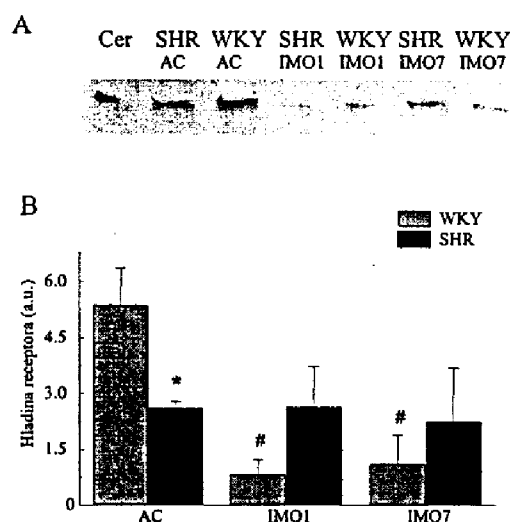 A
Cer SHR WKY SHR WKY SHR WKY
AC AC IMO1 IMO1 IMO7 IMO7
B
WKY
SHR
Hladina receptora (a.u.)
6.0
4.5
3.0
1.5
0
*
#
#
AC IMO1 IMO7